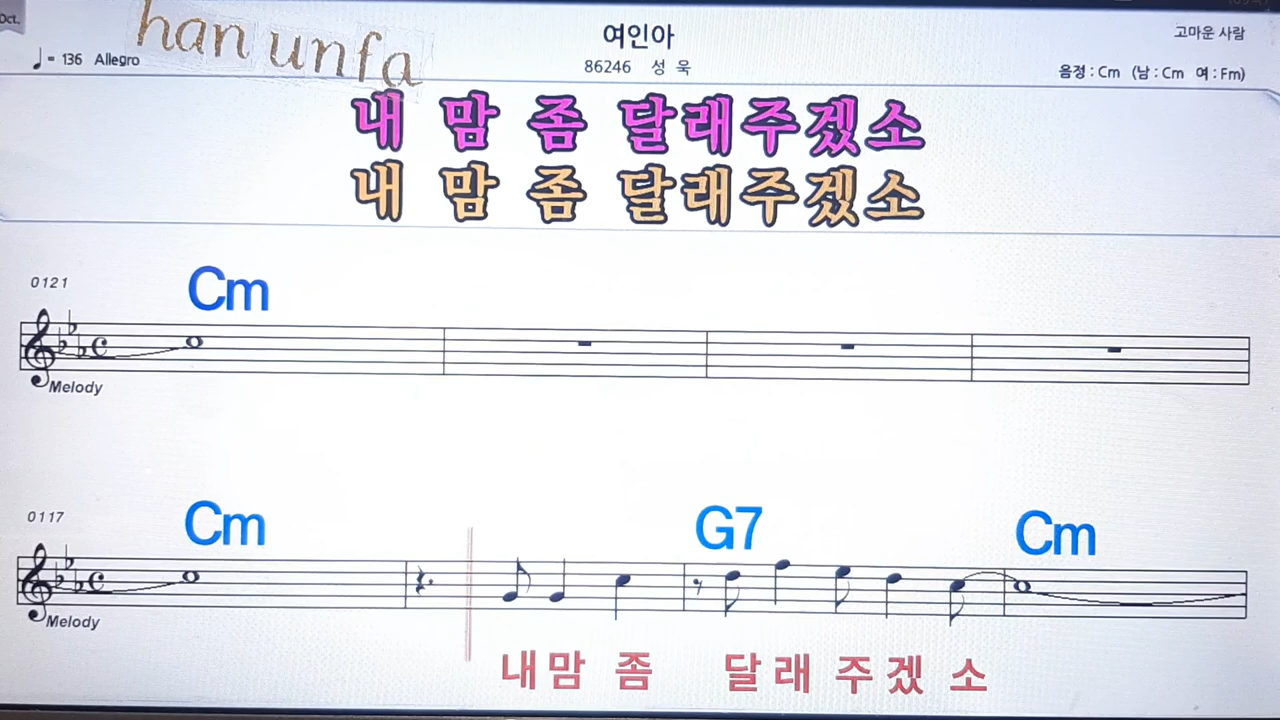 Oct.
han unfa
여인아
고마운 사람
♩= 136 Allegro
86246 성 욱
음정 : Cm (남 : Cm 여 : Fm)
내 맘 좀 달래주겠소
내 맘 좀 달래주겠소
0121
Cm
Melody
0117
Cm G7 Cm
Melody
내맘 좀 달래 주겠 소